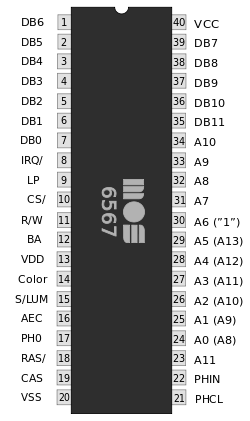 DB6 1 40 VCC
DB5 2 39 DB7
DB4 3 38 DB8
DB3 4 37 DB9
DB2 5 36 DB10
DB1 6 35 DB11
DB0 7 34 A10
IRQ/ 8 33 A9
LP 9 32 A8
CS/ 10 31 A7
R/W 11 30 A6 (”1”)
BA 12 29 A5 (A13)
VDD 13 28 A4 (A12)
Color 14 27 A3 (A11)
S/LUM 15 26 A2 (A10)
AEC 16 25 A1 (A9)
PH0 17 24 A0 (A8)
RAS/ 18 23 A11
CAS 19 22 PHIN
VSS 20 21 PHCL
mos
6567